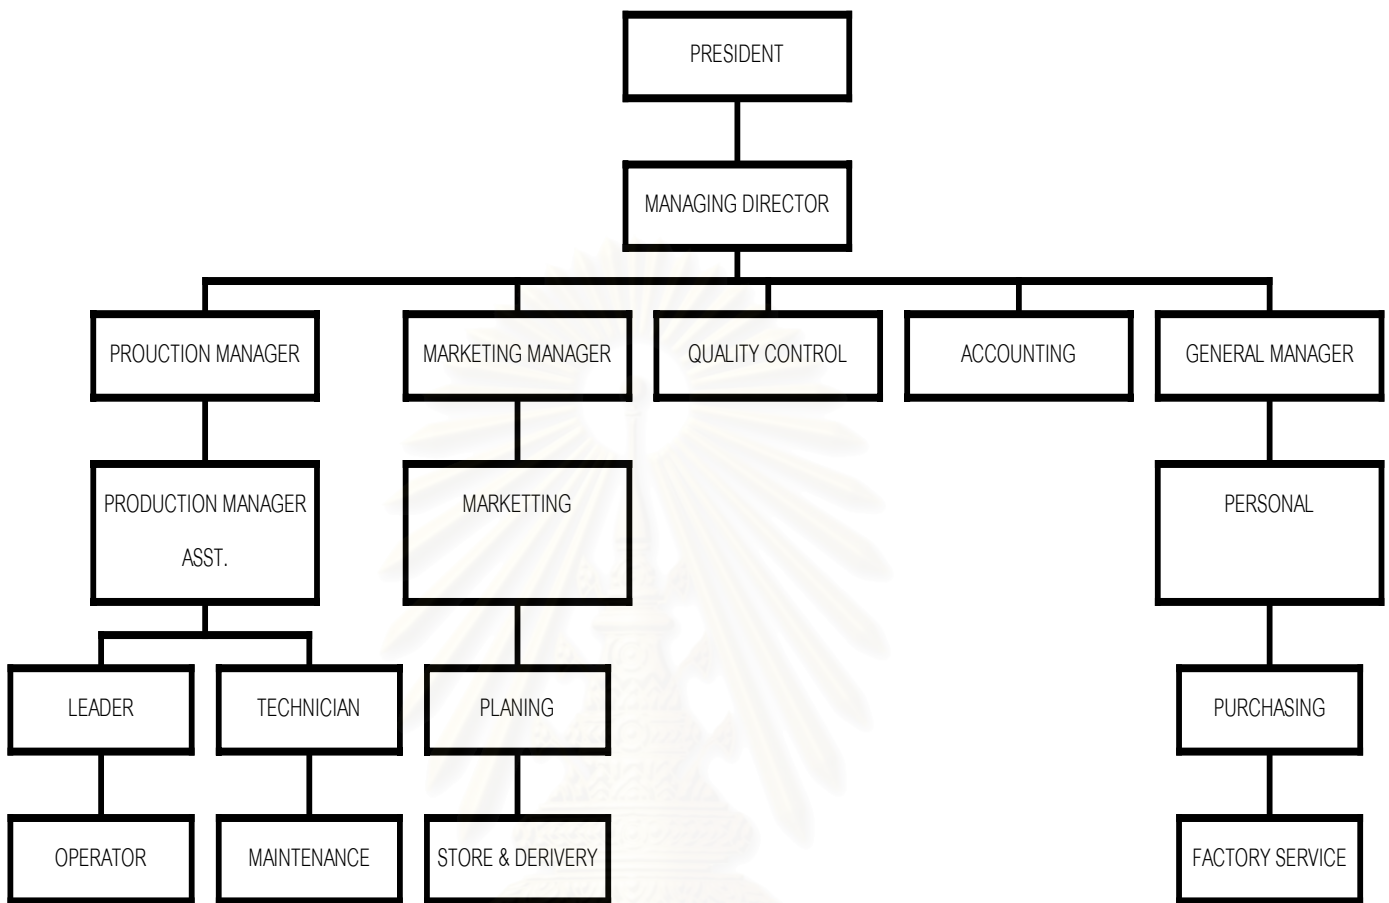 PRESIDENT
MANAGING DIRECTOR
PROUCTION MANAGER
MARKETING MANAGER
QUALITY CONTROL
ACCOUNTING
GENERAL MANAGER
PRODUCTION MANAGER
ASST.
MARKETTING
PERSONAL
LEADER
TECHNICIAN
PLANING
PURCHASING
OPERATOR
MAINTENANCE
STORE & DERIVERY
FACTORY SERVICE